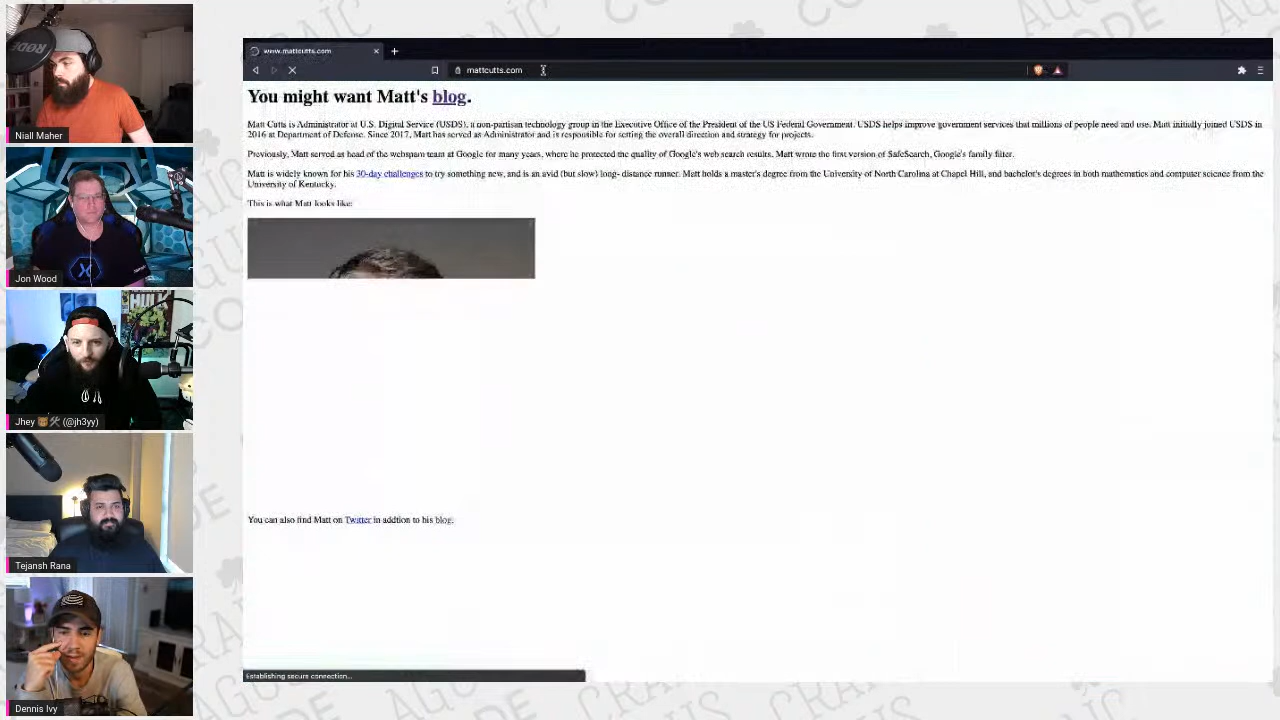 RODE
Niall Maher
Jon Wood
Jhey 🐻🛠 (@jh3yy)
Tejansh Rana
Dennis Ivy
HULK
www.mattcutts.com
mattcutts.com
You might want Matt's blog.
Matt Cutts is Administrator at U.S. Digital Service (USDS), a non-partisan technology group in the Executive Office of the President of the US Federal Government. USDS helps improve government services that millions of people need and use. Matt initially joined USDS in
2016 at Department of Defense. Since 2017, Matt has served as Administrator and is responsible for setting the overall direction and strategy for projects.
Previously, Matt served as head of the webspam team at Google for many years, where he protected the quality of Google's web search results. Matt wrote the first version of SafeSearch, Google's family filter.
Matt is widely known for his 30-day challenges to try something new, and is an avid (but slow) long- distance runner. Matt holds a master's degree from the University of North Carolina at Chapel Hill, and bachelor's degrees in both mathematics and computer science from the
University of Kentucky.
This is what Matt looks like:
You can also find Matt on Twitter in addtion to his blog.
Establishing secure connection...